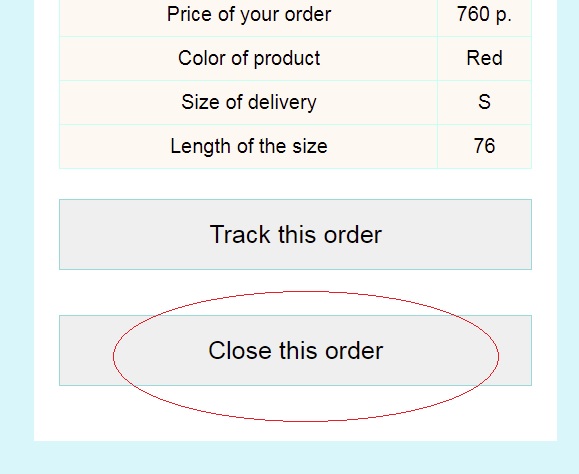 Price of your order 760 p.
Color of product Red
Size of delivery S
Length of the size 76
Track this order
Close this order